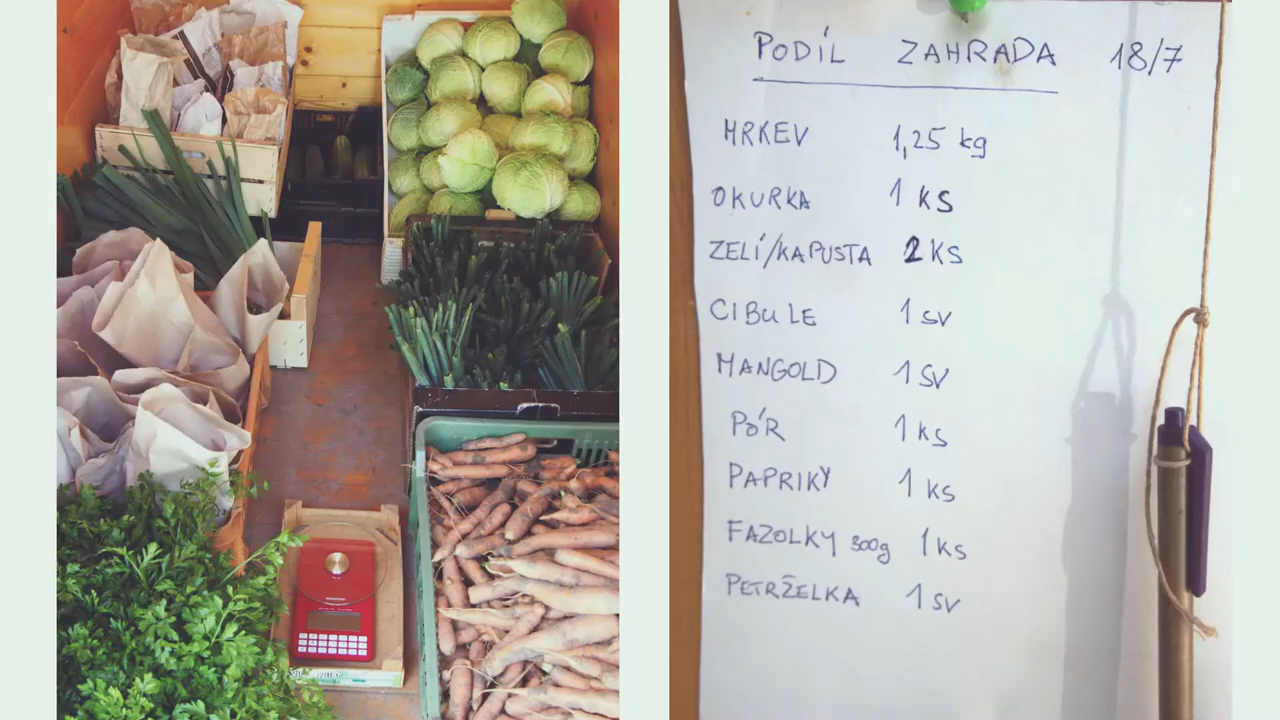 PODÍL ZAHRADA 18/7
MRKEV 1,25 kg
OKURKA 1 KS
ZELÍ/KAPUSTA 2 KS
CIBULE 1 SV
MANGOLD 1 SV
PÓR 1 KS
PAPRIKY 1 KS
FAZOLKY 300g 1 KS
PETRŽELKA 1 SV